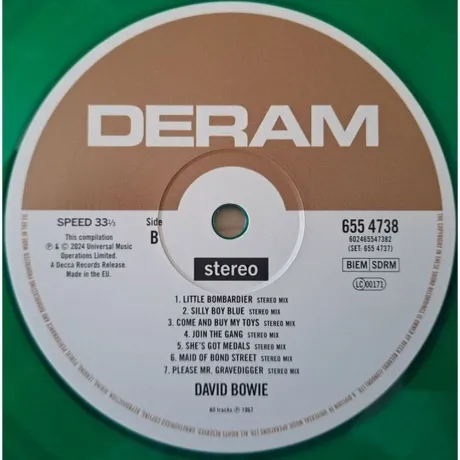 DERAM
SPEED 33⅓
This compilation
℗ & © 2024 Universal Music
Operations Limited.
A Decca Records Release.
Made in the EU.
Side
B
stereo
655 4738
602465547382
(SET: 655 4737)
BIEM SDRM
LC 00171
1. LITTLE BOMBARDIER STEREO MIX
2. SILLY BOY BLUE STEREO MIX
3. COME AND BUY MY TOYS STEREO MIX
4. JOIN THE GANG STEREO MIX
5. SHE'S GOT MEDALS STEREO MIX
6. MAID OF BOND STREET STEREO MIX
7. PLEASE MR. GRAVEDIGGER STEREO MIX
DAVID BOWIE
All tracks ℗ 1967